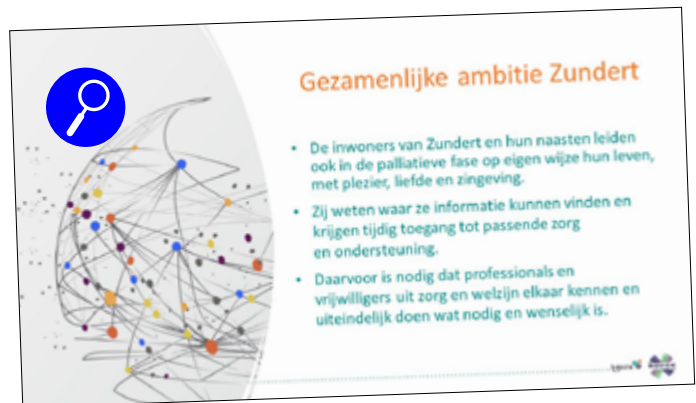 Gezamenlijke ambitie Zundert
• De inwoners van Zundert en hun naasten leiden
ook in de palliatieve fase op eigen wijze hun leven,
met plezier, liefde en zingeving.
• Zij weten waar ze informatie kunnen vinden en
krijgen tijdig toegang tot passende zorg
en ondersteuning.
• Daarvoor is nodig dat professionals en
vrijwilligers uit zorg en welzijn elkaar kennen en
uiteindelijk doen wat nodig en wenselijk is.